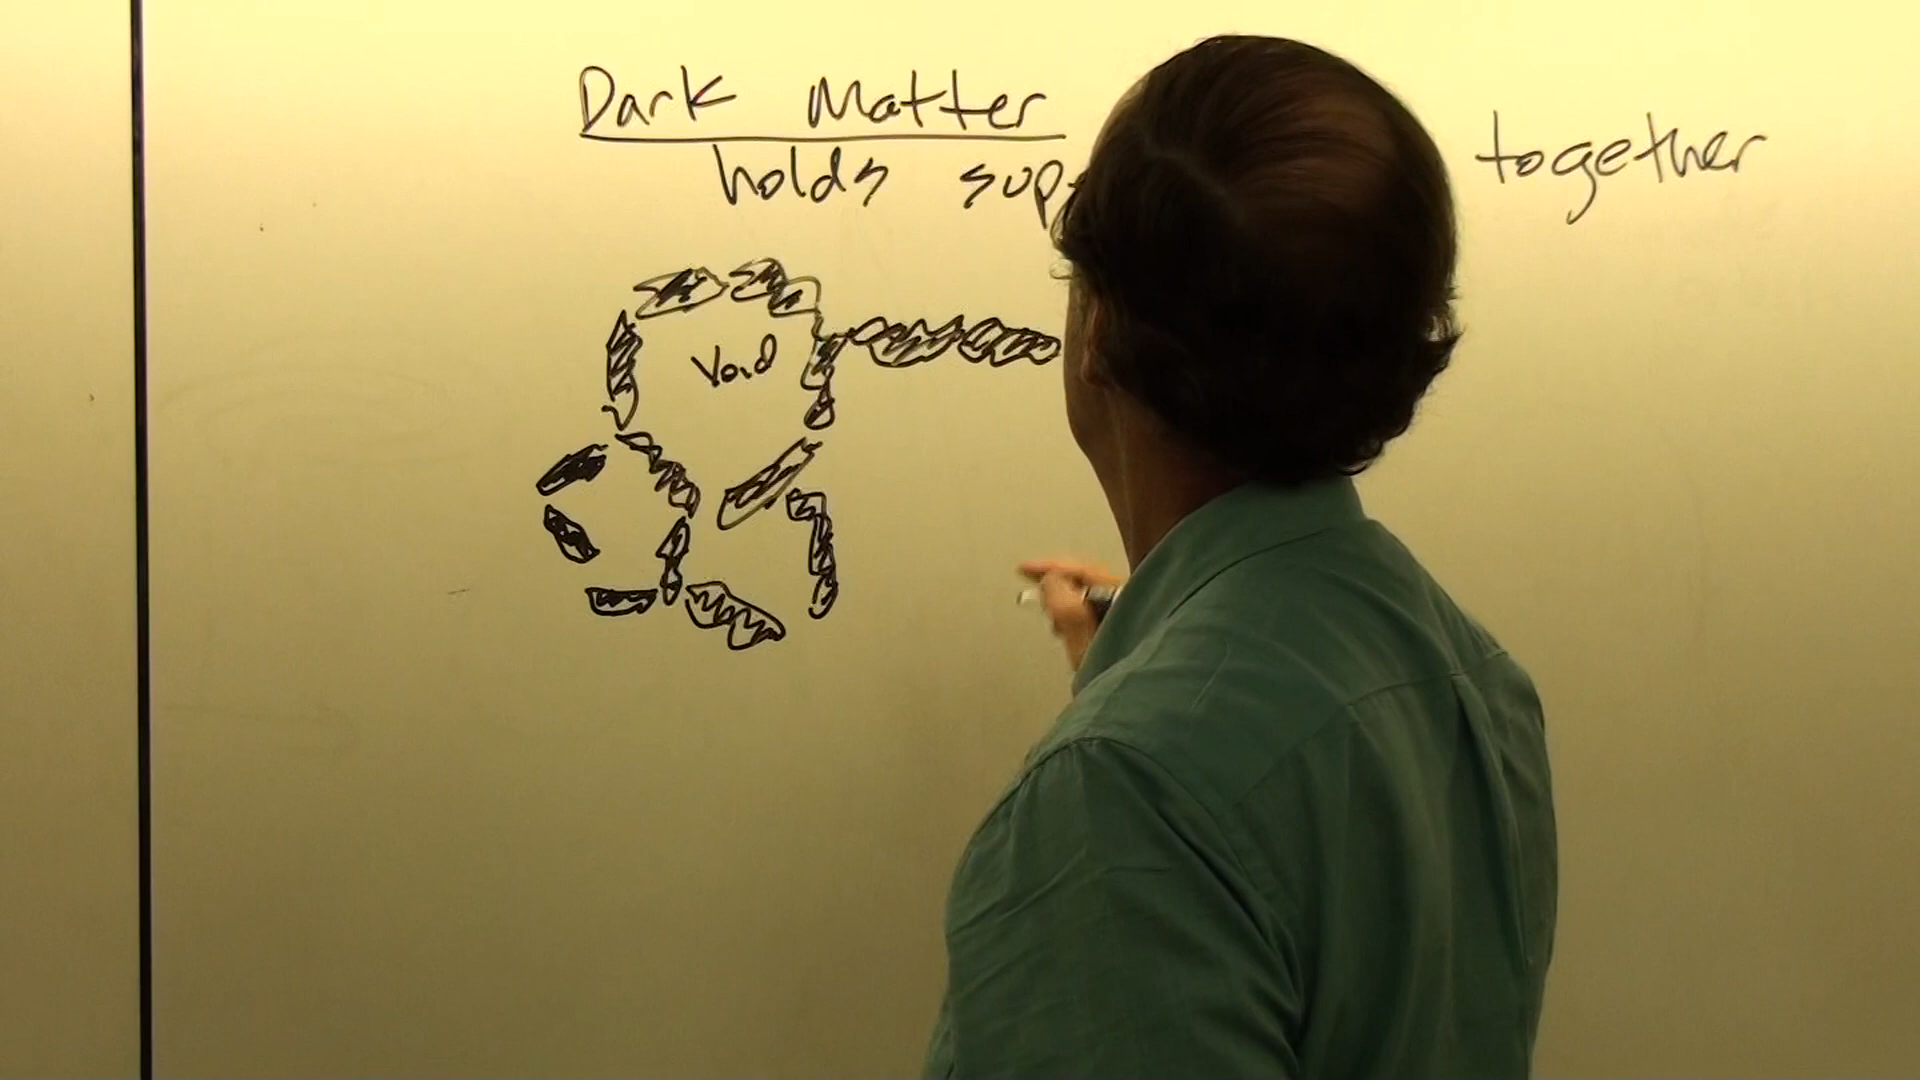 Dark Matter
holds sup together
Void